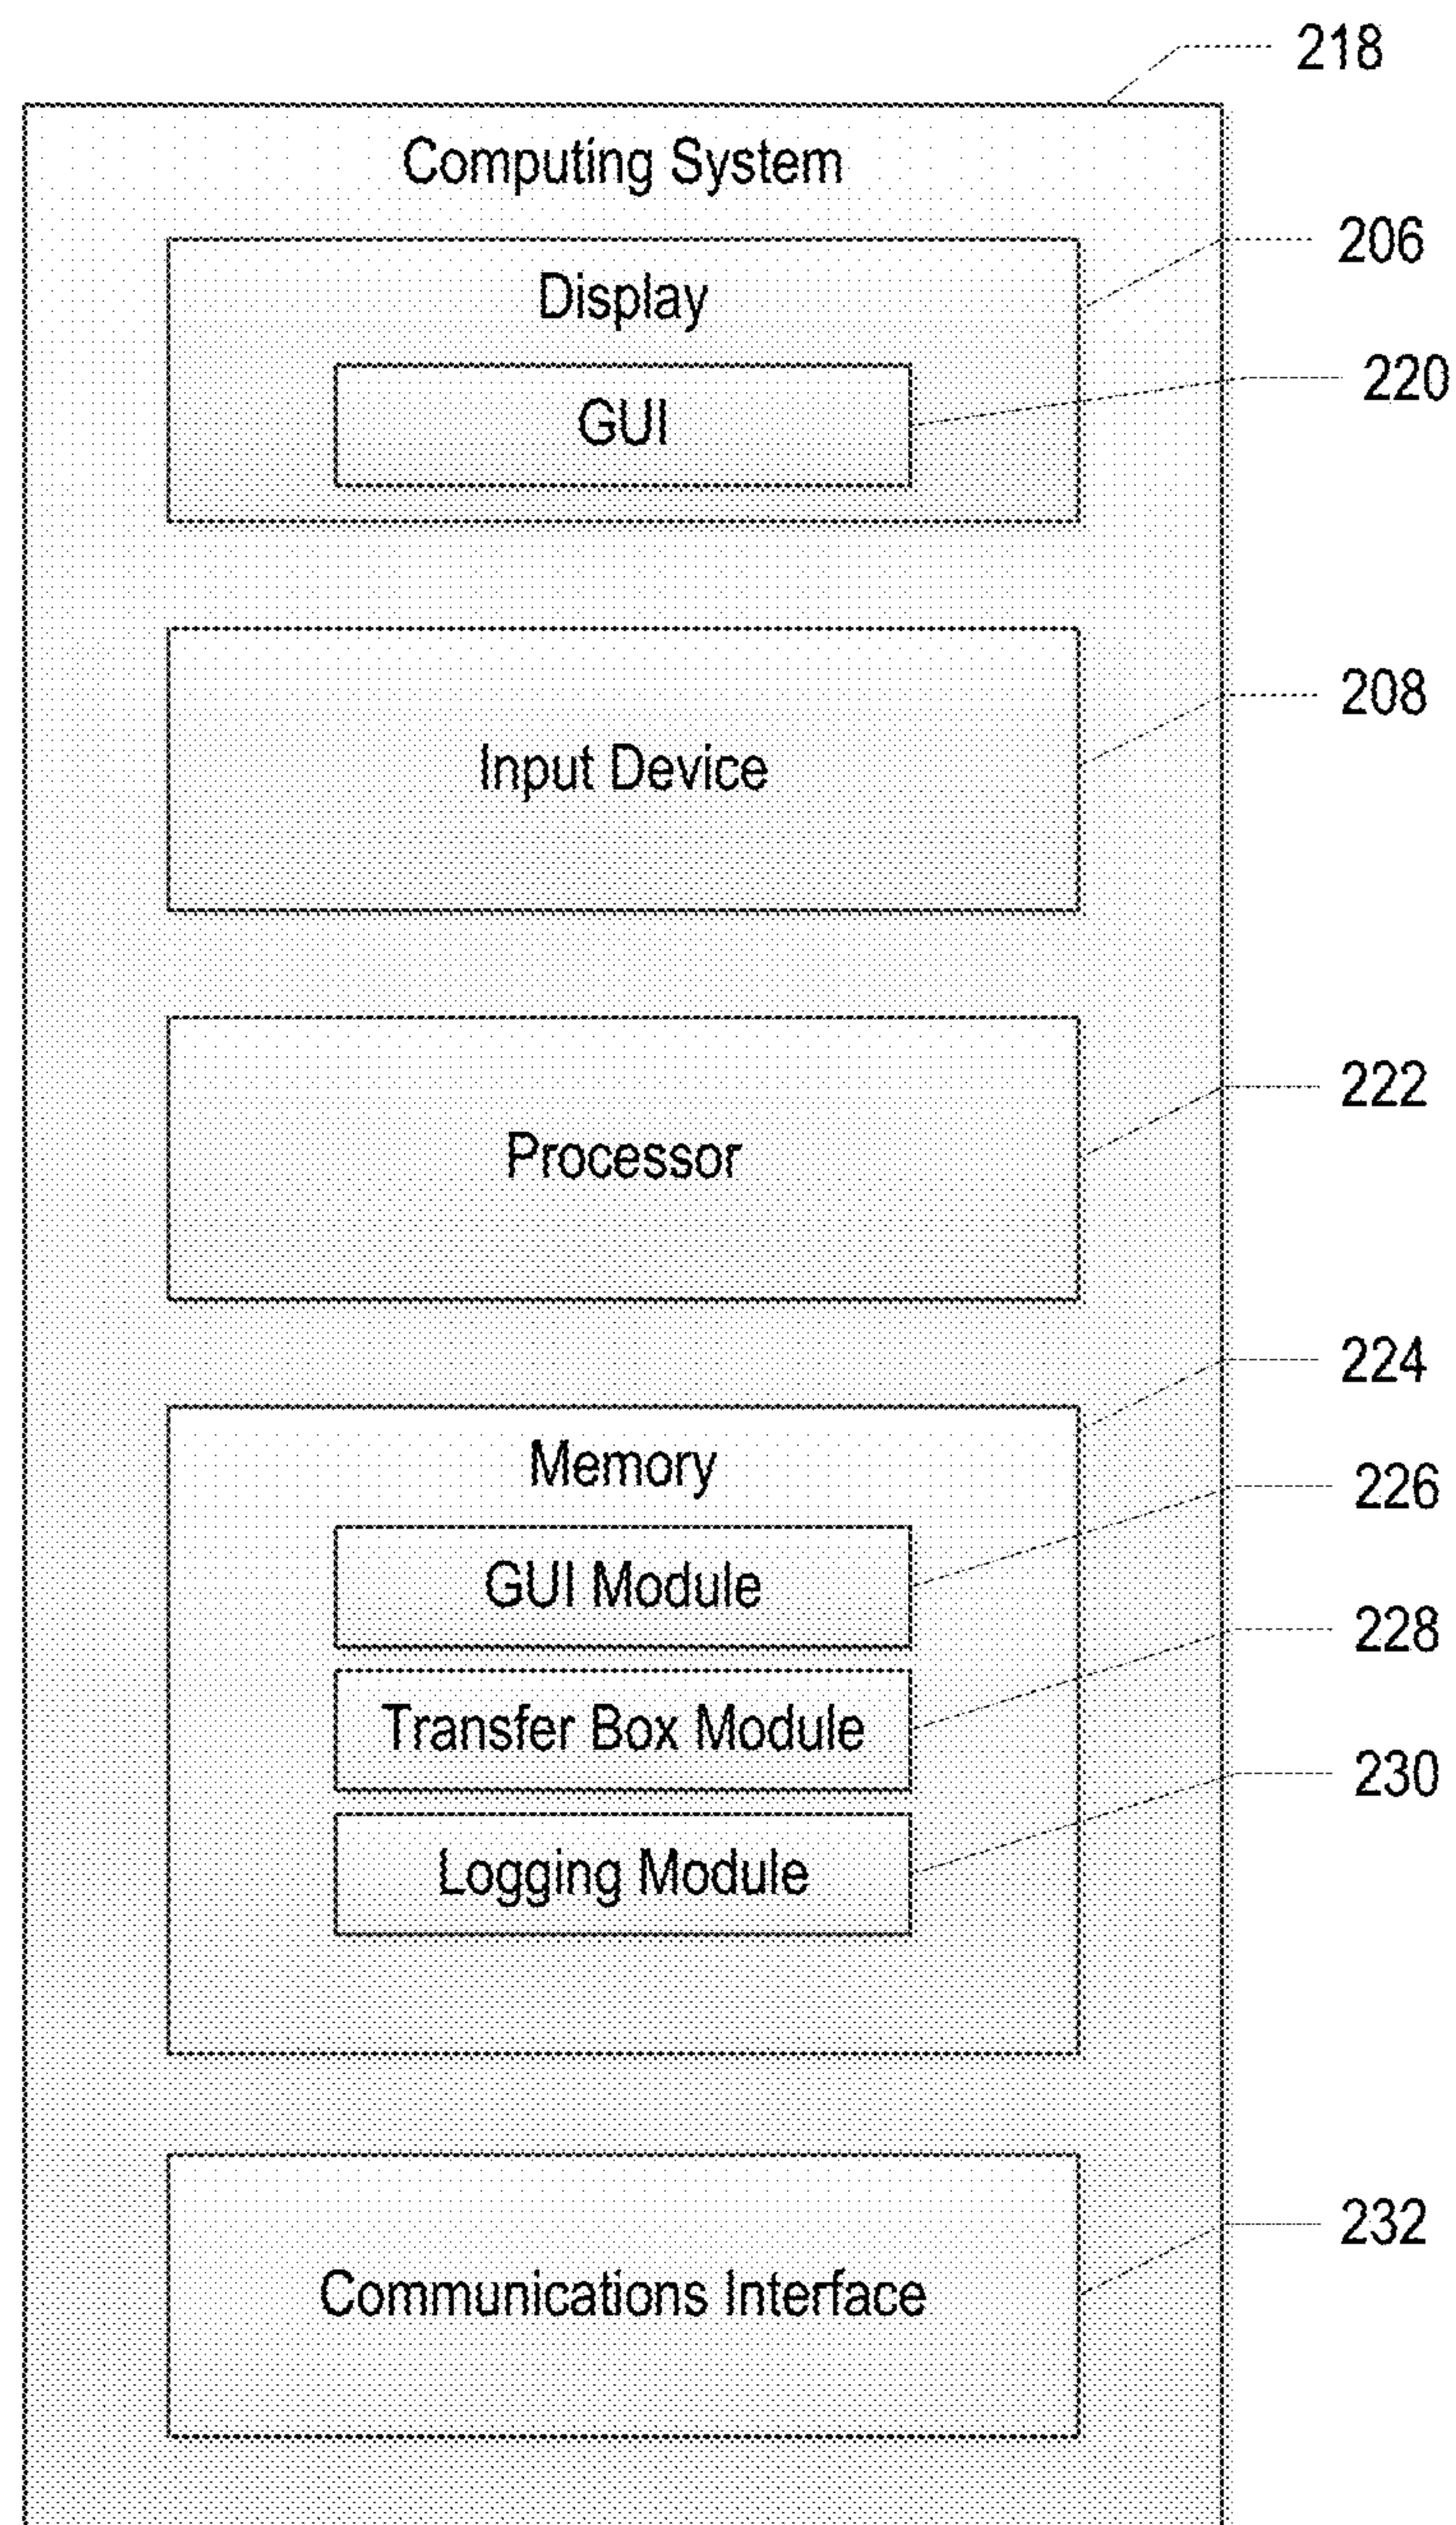 218
Computing System
206
Display
220
GUI
208
Input Device
222
Processor
224
Memory
226
GUI Module
228
Transfer Box Module
230
Logging Module
232
Communications Interface